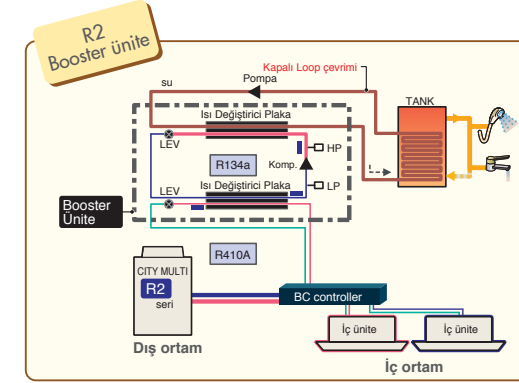 R2
Booster ünite
Kapalı Loop çevrimi
su
Pompa
TANK
Isı Değiştirici Plaka
LEV
HP
R134a
Komp.
LEV
Isı Değiştirici Plaka
LP
Booster
Ünite
R410A
CITY MULTI
R2
seri
BC controller
İç ünite
İç ünite
Dış ortam
İç ortam